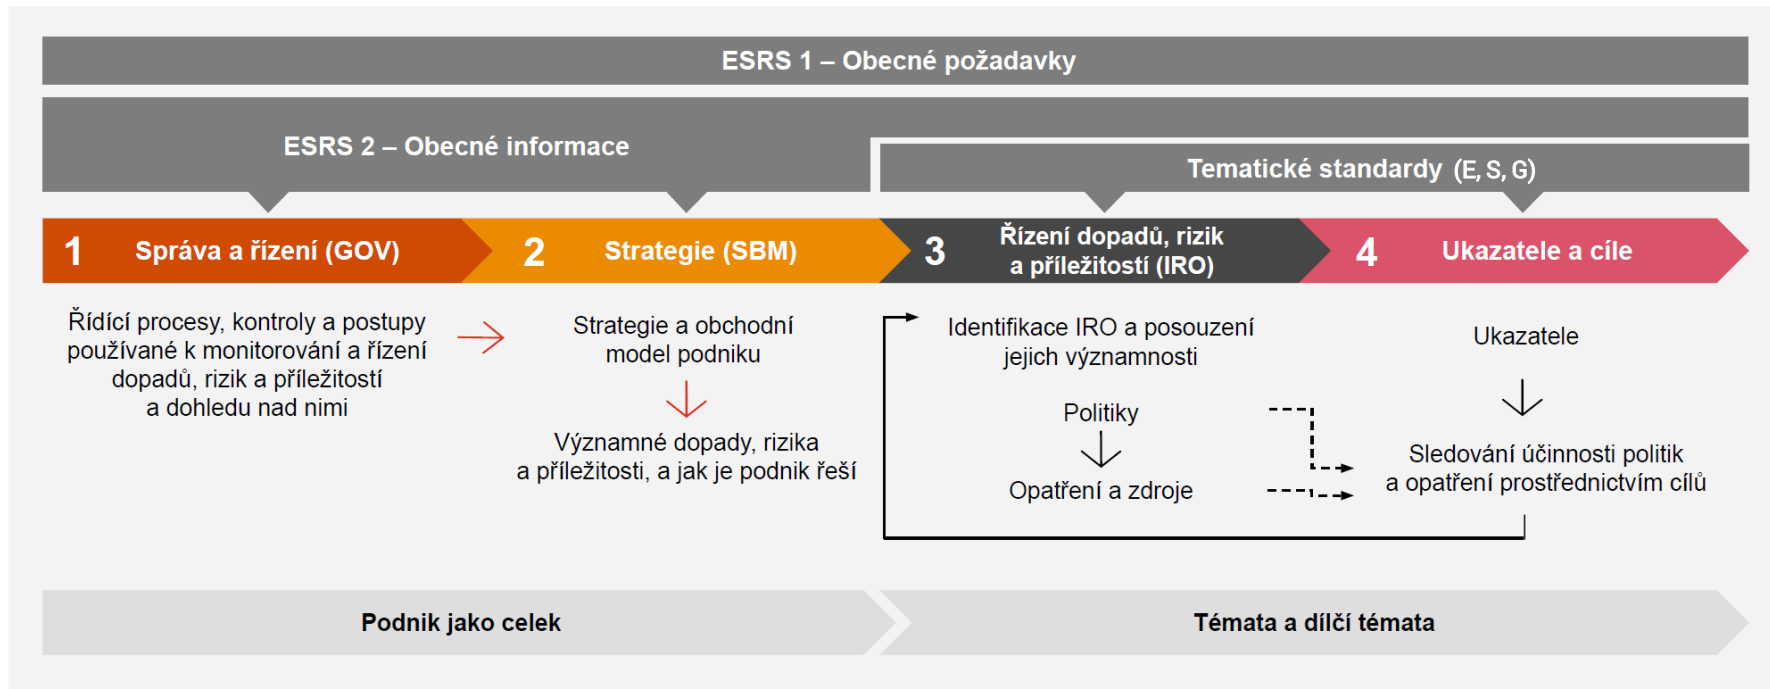 ESRS 1 – Obecné požadavky
ESRS 2 – Obecné informace
Tematické standardy (E, S, G)
1 Správa a řízení (GOV)
2 Strategie (SBM)
3 Řízení dopadů, rizik
a příležitostí (IRO)
4 Ukazatele a cíle
Řídící procesy, kontroly a postupy
používané k monitorování a řízení
dopadů, rizik a příležitostí
a dohledu nad nimi
Strategie a obchodní
model podniku
Významné dopady, rizika
a příležitosti, a jak je podnik řeší
Identifikace IRO a posouzení
jejich významnosti
Politiky
Opatření a zdroje
Ukazatele
Sledování účinnosti politik
a opatření prostřednictvím cílů
Podnik jako celek
Témata a dílčí témata